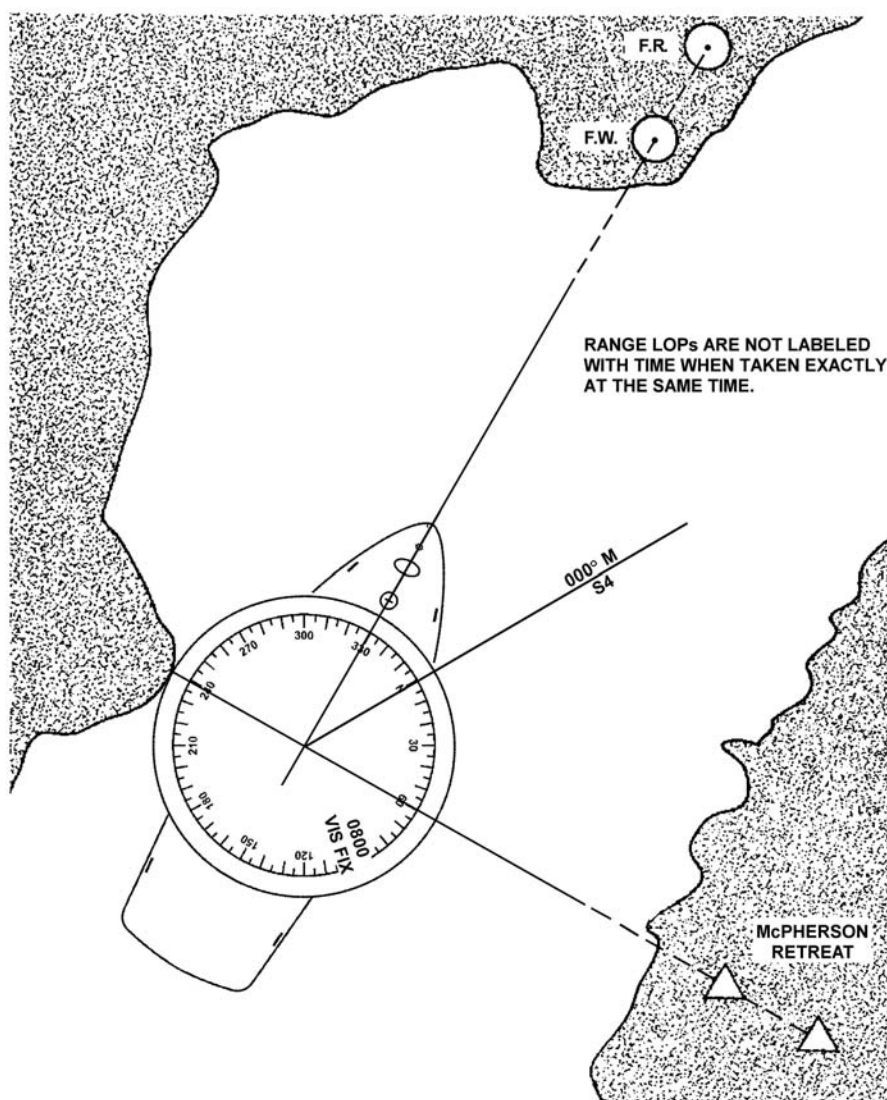 F.R.
F.W.
RANGE LOPs ARE NOT LABELED
WITH TIME WHEN TAKEN EXACTLY
AT THE SAME TIME.
000° M
S4
300
330
N
30
60
120
150
180
210
240
270
0800
VIS FIX
McPHERSON
RETREAT